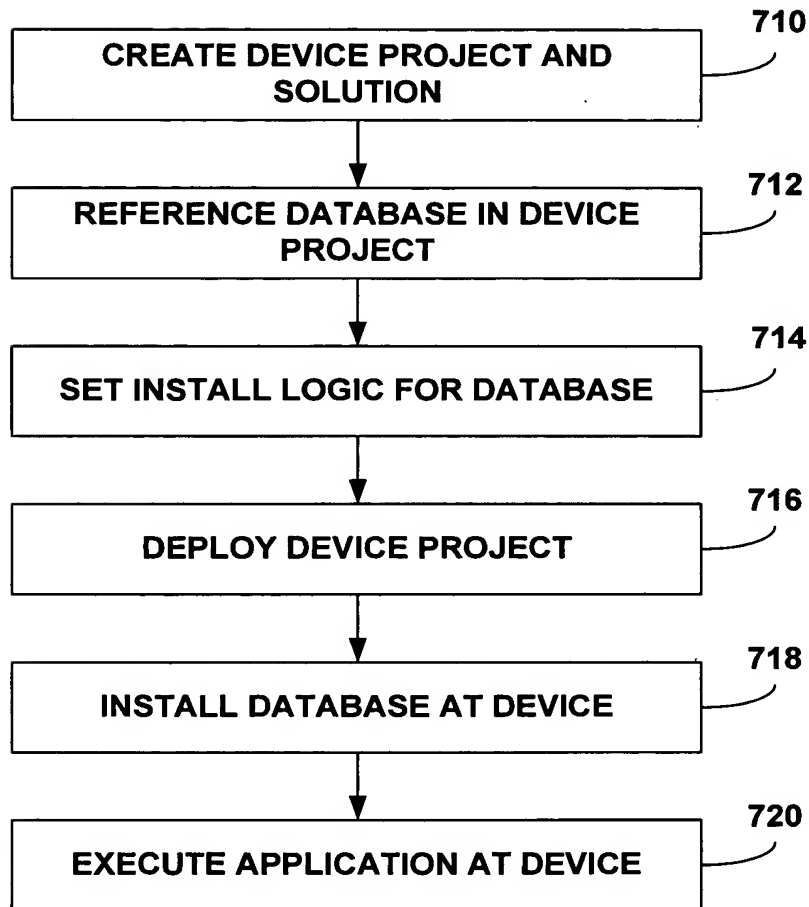 710
CREATE DEVICE PROJECT AND
SOLUTION
712
REFERENCE DATABASE IN DEVICE
PROJECT
714
SET INSTALL LOGIC FOR DATABASE
716
DEPLOY DEVICE PROJECT
718
INSTALL DATABASE AT DEVICE
720
EXECUTE APPLICATION AT DEVICE